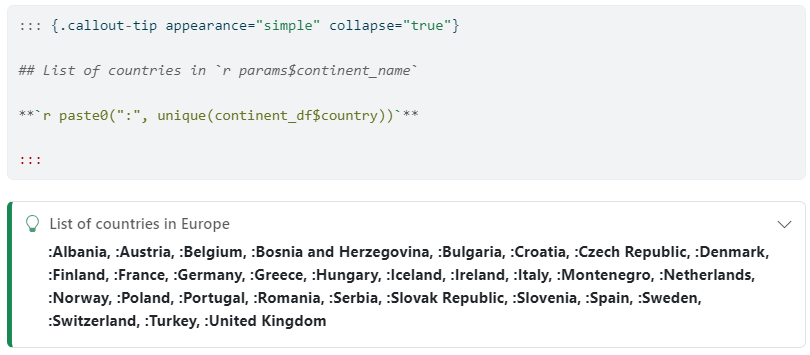 ::: {.callout-tip appearance="simple" collapse="true"}
## List of countries in `r params$continent_name`
**`r paste0(":", unique(continent_df$country))`**
:::
List of countries in Europe
:Albania, :Austria, :Belgium, :Bosnia and Herzegovina, :Bulgaria, :Croatia, :Czech Republic, :Denmark,
:Finland, :France, :Germany, :Greece, :Hungary, :Iceland, :Ireland, :Italy, :Montenegro, :Netherlands,
:Norway, :Poland, :Portugal, :Romania, :Serbia, :Slovak Republic, :Slovenia, :Spain, :Sweden,
:Switzerland, :Turkey, :United Kingdom